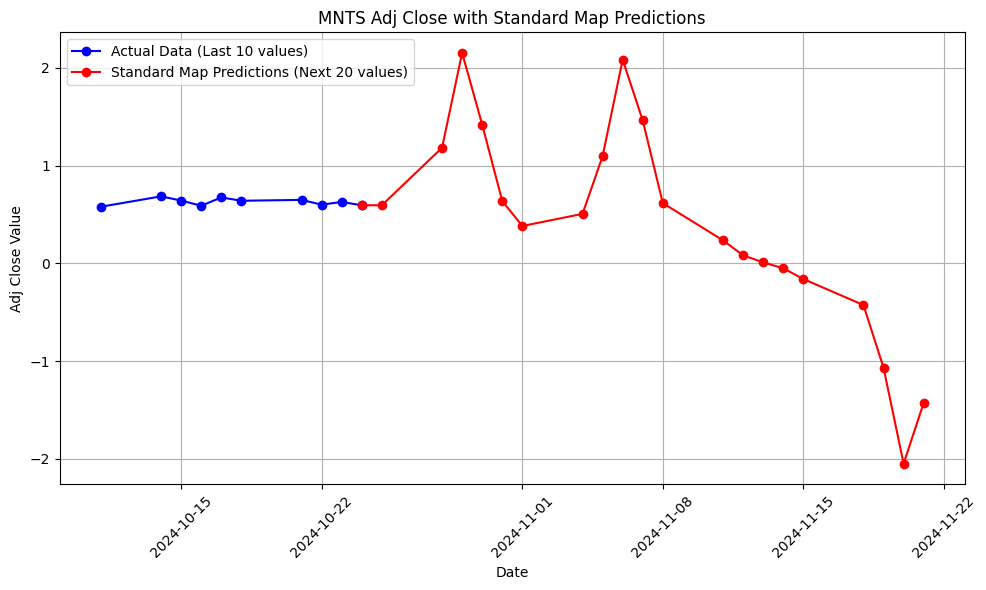 MNTS Adj Close with Standard Map Predictions
Actual Data (Last 10 values)
Standard Map Predictions (Next 20 values)
Adj Close Value
2
1
0
−1
−2
2024-10-15
2024-10-22
2024-11-01
2024-11-08
2024-11-15
2024-11-22
Date